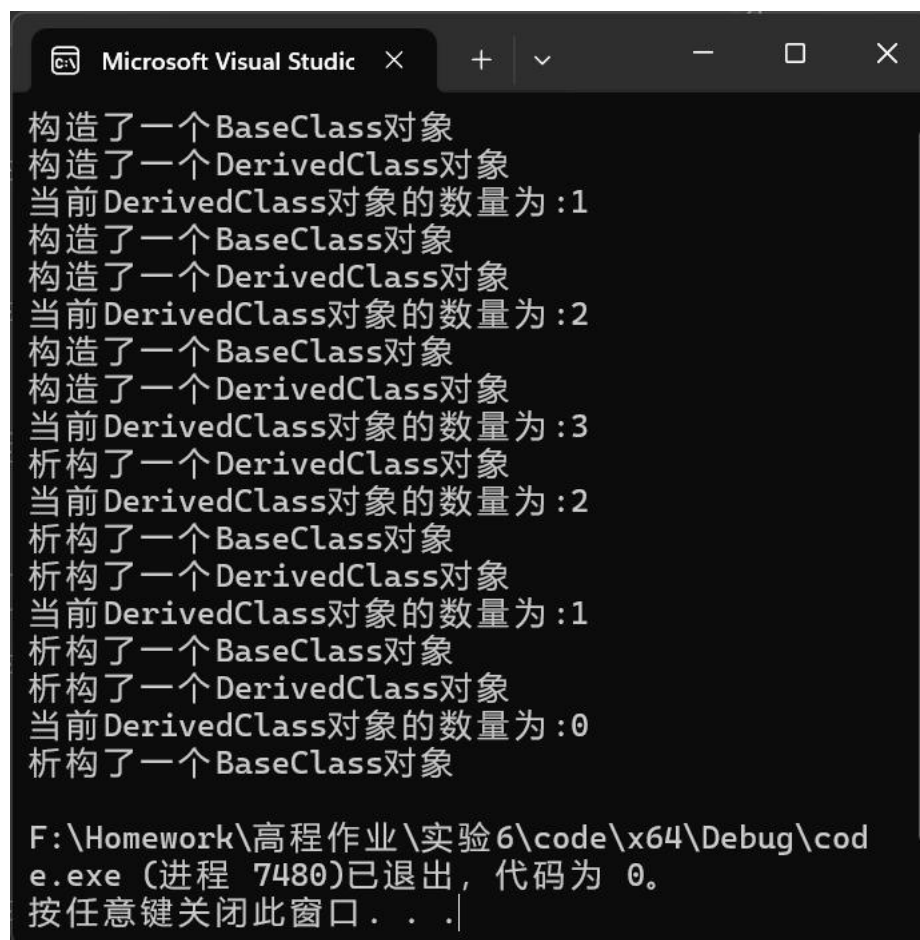 Microsoft Visual Studic
构造了一个BaseClass对象
构造了一个DerivedClass对象
当前DerivedClass对象的数量为:1
构造了一个BaseClass对象
构造了一个DerivedClass对象
当前DerivedClass对象的数量为:2
构造了一个BaseClass对象
构造了一个DerivedClass对象
当前DerivedClass对象的数量为:3
析构了一个DerivedClass对象
当前DerivedClass对象的数量为:2
析构了一个BaseClass对象
析构了一个DerivedClass对象
当前DerivedClass对象的数量为:1
析构了一个BaseClass对象
析构了一个DerivedClass对象
当前DerivedClass对象的数量为:0
析构了一个BaseClass对象
F:\Homework\高程作业\实验6\code\x64\Debug\cod
e.exe (进程 7480)已退出，代码为 0。
按任意键关闭此窗口. . .